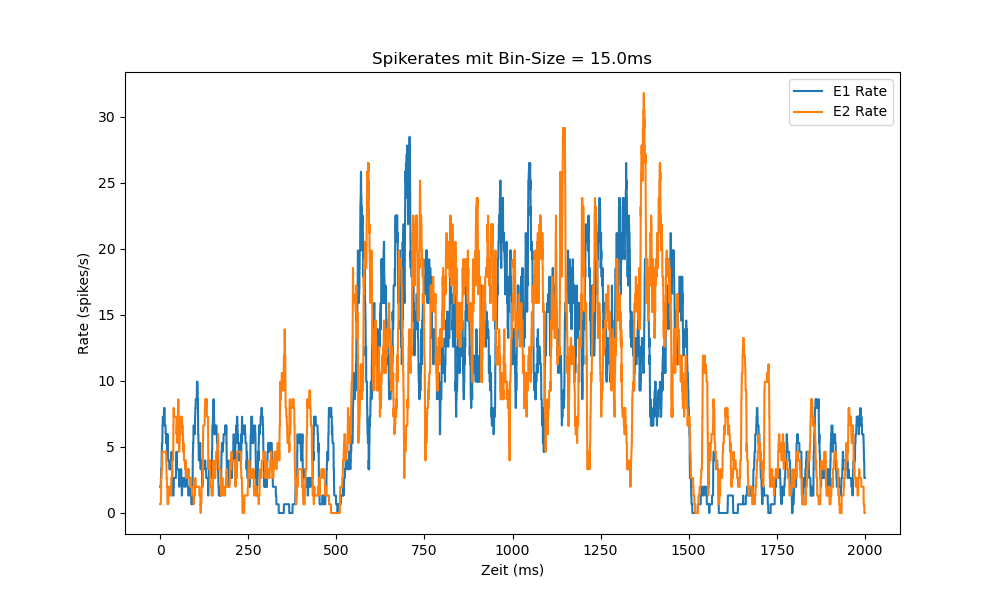 Spikerates mit Bin-Size = 15.0ms
E1 Rate
E2 Rate
Rate (spikes/s)
30
25
20
15
10
5
0
0 250 500 750 1000 1250 1500 1750 2000
Zeit (ms)